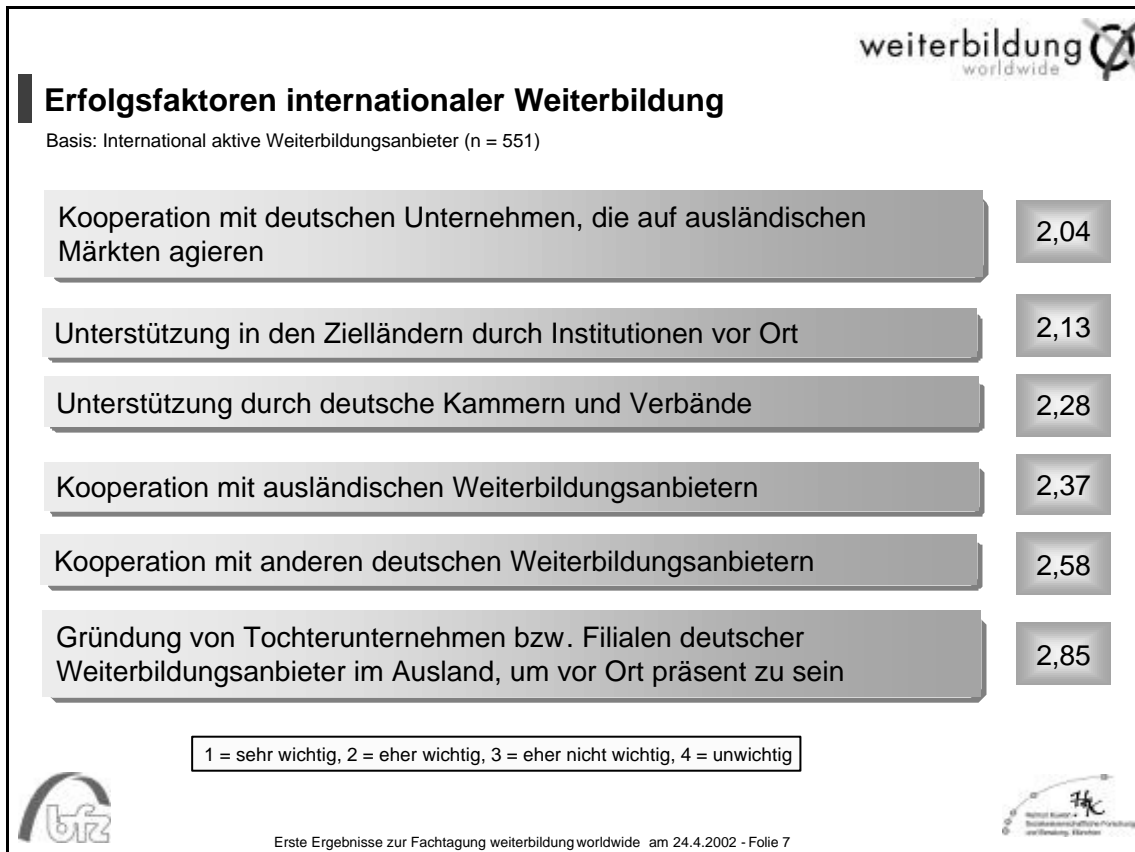 weiterbildung
worldwide
Erfolgsfaktoren internationaler Weiterbildung
Basis: International aktive Weiterbildungsanbieter (n = 551)
Kooperation mit deutschen Unternehmen, die auf ausländischen
Märkten agieren
2,04
Unterstützung in den Zielländern durch Institutionen vor Ort
2,13
Unterstützung durch deutsche Kammern und Verbände
2,28
Kooperation mit ausländischen Weiterbildungsanbietern
2,37
Kooperation mit anderen deutschen Weiterbildungsanbietern
2,58
Gründung von Tochterunternehmen bzw. Filialen deutscher
Weiterbildungsanbieter im Ausland, um vor Ort präsent zu sein
2,85
1 = sehr wichtig, 2 = eher wichtig, 3 = eher nicht wichtig, 4 = unwichtig
bfz
Erste Ergebnisse zur Fachtagung weiterbildung worldwide am 24.4.2002 - Folie 7